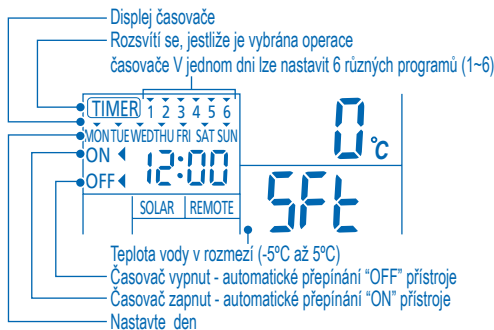 Displej časovače
Rozsvítí se, jestliže je vybrána operace
časovače V jednom dni lze nastavit 6 různých programů (1~6)
TIMER 1 2 3 4 5 6
MON TUE WED THU FRI SAT SUN
ON
12:00
OFF
0 °C
SFt
SOLAR REMOTE
Teplota vody v rozmezí (-5ºC až 5ºC)
Časovač vypnut - automatické přepínání “OFF” přístroje
Časovač zapnut - automatické přepínání “ON” přístroje
Nastavte den